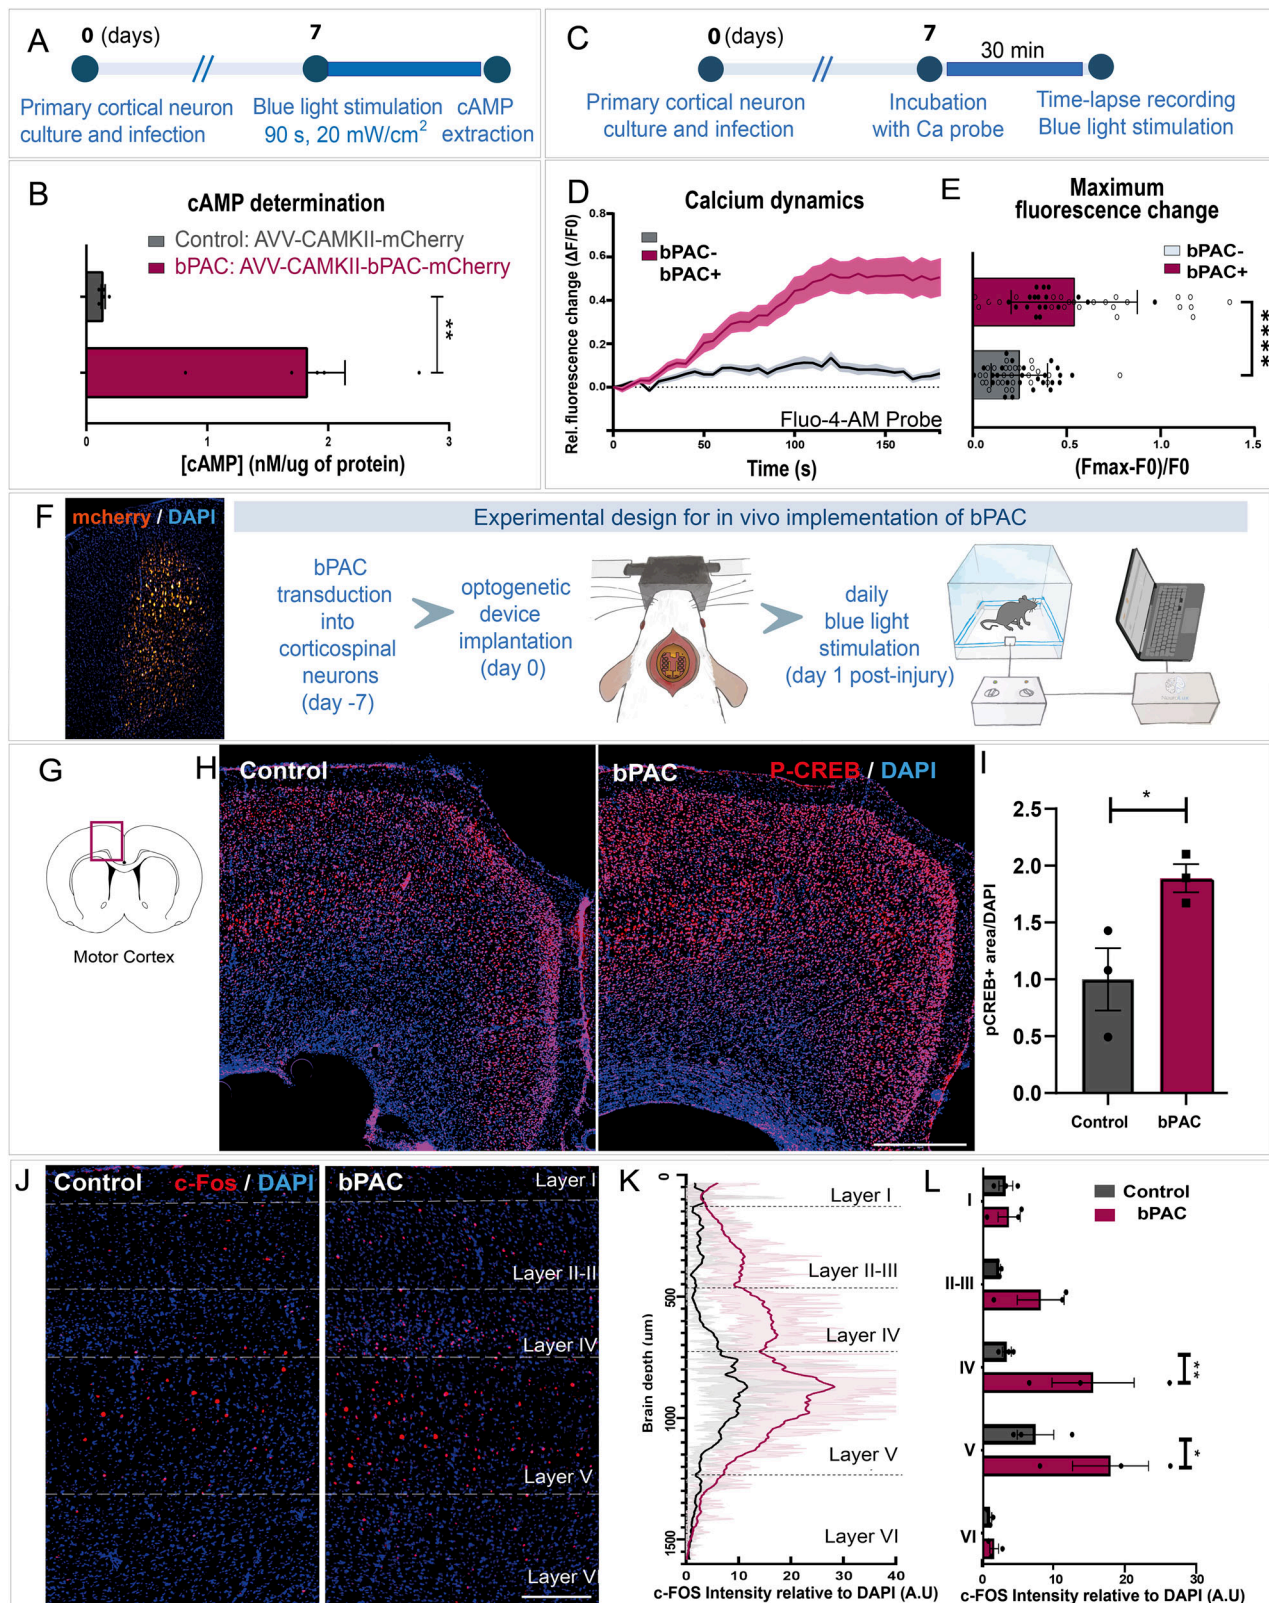 A
0 (days)
7
Primary cortical neuron
culture and infection
Blue light stimulation
90 s, 20 mW/cm2
cAMP
extraction
C
0 (days)
7
30 min
Primary cortical neuron
culture and infection
Incubation
with Ca probe
Time-lapse recording
Blue light stimulation
B
cAMP determination
Control: AVV-CAMKII-mCherry
bPAC: AVV-CAMKII-bPAC-mCherry
**
0
1
2
3
[cAMP] (nM/ug of protein)
D
Calcium dynamics
bPAC-
bPAC+
0.8
0.6
0.4
0.2
0.0
Rel. fluorescence change (ΔF/F0)
Fluo-4-AM Probe
0
50
100
150
Time (s)
E
Maximum
fluorescence change
bPAC-
bPAC+
****
0.0
0.5
1.0
1.5
(Fmax-F0)/F0
F
mcherry / DAPI
Experimental design for in vivo implementation of bPAC
bPAC
transduction
into
corticospinal
neurons
(day -7)
optogenetic
device
implantation
(day 0)
daily
blue light
stimulation
(day 1 post-injury)
G
Motor Cortex
H
Control
bPAC
P-CREB / DAPI
I
*
2.5
2.0
1.5
1.0
0.5
0.0
pCREB+ area/DAPI
Control
bPAC
J
Control
c-Fos / DAPI
bPAC
Layer I
Layer II-II
Layer IV
Layer V
Layer VI
K
0
500
1000
1500
Brain depth (um)
Layer I
Layer II-III
Layer IV
Layer V
Layer VI
0
10
20
30
40
c-FOS Intensity relative to DAPI (A.U)
L
Control
bPAC
I
II-III
IV
**
V
*
VI
0
10
20
30
c-FOS Intensity relative to DAPI (A.U)